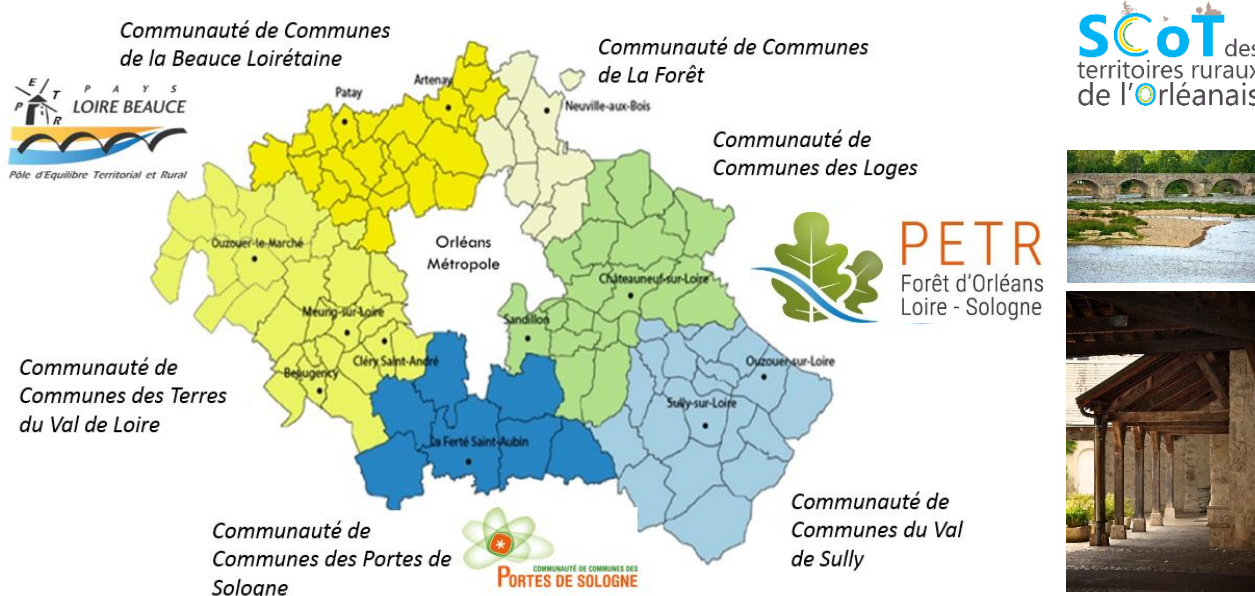 Communauté de Communes
de la Beauce Loirétaine
Communauté de Communes
de La Forêt
SCoT des
territoires ruraux
de l'Orléanais
E T
P R
PAYS
LOIRE BEAUCE
Pôle d'Equilibre Territorial et Rural
Artenay
Patay
Neuville-aux-Bois
Communauté de
Communes des Loges
Ouzouer-le-Marché
Orléans
Métropole
PETR
Forêt d'Orléans
Loire - Sologne
Châteauneuf-sur-Loire
Meung-sur-Loire
Sandillon
Cléry Saint-André
Beaugency
Ouzouer-sur-Loire
Communauté de
Communes des Terres
du Val de Loire
Sully-sur-Loire
La Ferté Saint-Aubin
Communauté de
Communes du Val
de Sully
Communauté de
Communes des Portes de
Sologne
COMMUNAUTÉ DE COMMUNES DES
PORTES DE SOLOGNE